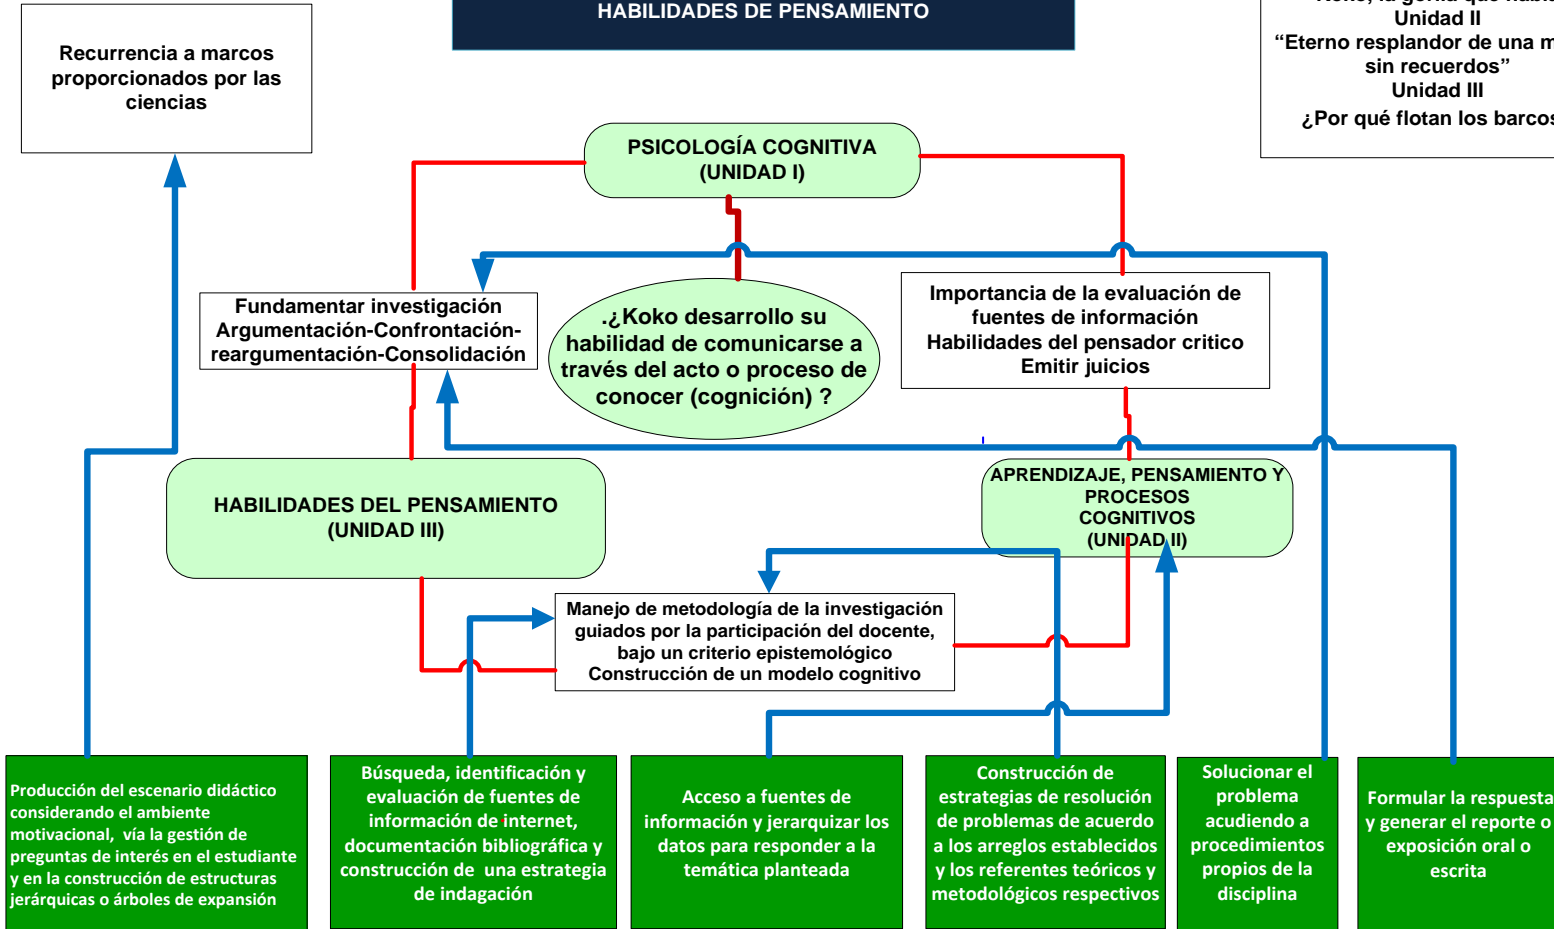 HABILIDADES DE PENSAMIENTO
Recurrencia a marcos
proporcionados por las
ciencias
Unidad II
“Eterno resplandor de una
sin recuerdos”
Unidad III
¿Por qué flotan los barcos
PSICOLOGÍA COGNITIVA
(UNIDAD I)
Fundamentar investigación
Argumentación-Confrontación-
reargumentación-Consolidación
.¿Koko desarrollo su
habilidad de comunicarse a
través del acto o proceso de
conocer (cognición) ?
Importancia de la evaluación de
fuentes de información
Habilidades del pensador critico
Emitir juicios
HABILIDADES DEL PENSAMIENTO
(UNIDAD III)
APRENDIZAJE, PENSAMIENTO Y
PROCESOS
COGNITIVOS
(UNIDAD II)
Manejo de metodología de la investigación
guiados por la participación del docente,
bajo un criterio epistemológico
Construcción de un modelo cognitivo
Producción del escenario didáctico
considerando el ambiente
motivacional, vía la gestión de
preguntas de interés en el estudiante
y en la construcción de estructuras
jerárquicas o árboles de expansión
Búsqueda, identificación y
evaluación de fuentes de
información de internet,
documentación bibliográfica y
construcción de una estrategia
de indagación
Acceso a fuentes de
información y jerarquizar los
datos para responder a la
temática planteada
Construcción de
estrategias de resolución
de problemas de acuerdo
a los arreglos establecidos
y los referentes teóricos y
metodológicos respectivos
Solucionar el
problema
acudiendo a
procedimientos
propios de la
disciplina
Formular la respuesta
y generar el reporte o
exposición oral o
escrita